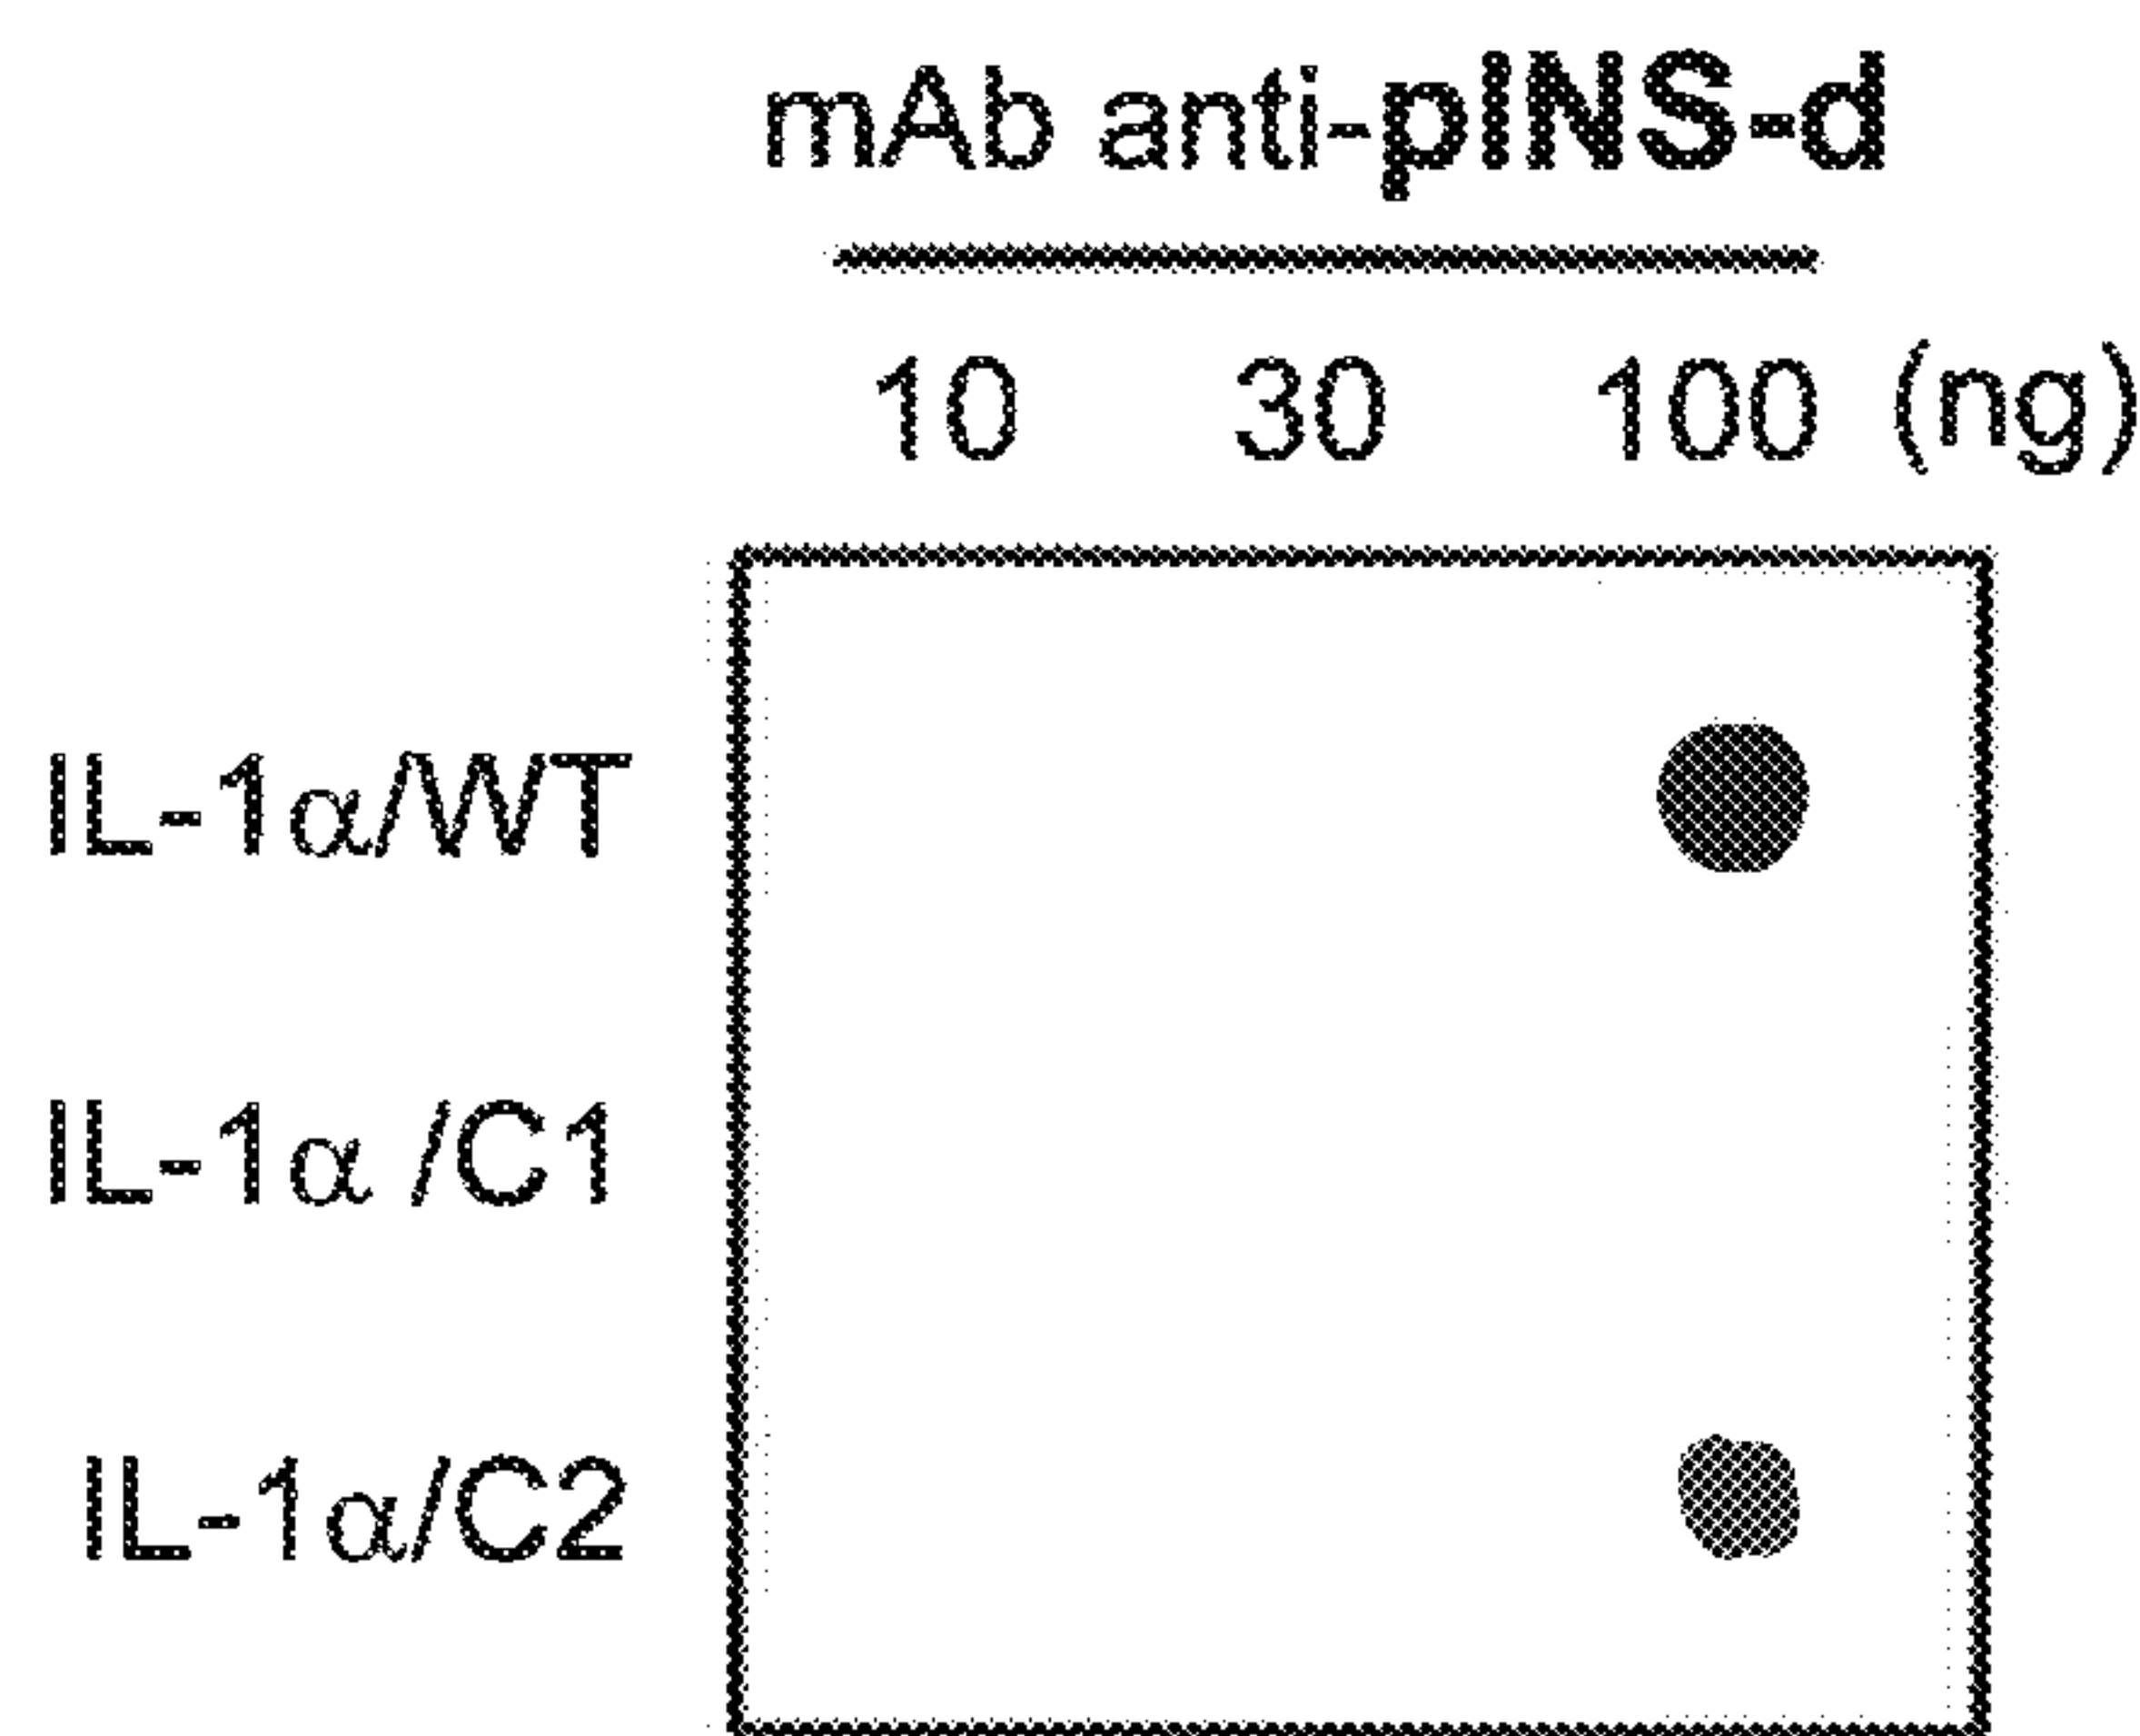 mAb anti-pINS-d
10 30 100 (ng)
IL-1α/WT
IL-1α /C1
IL-1α/C2